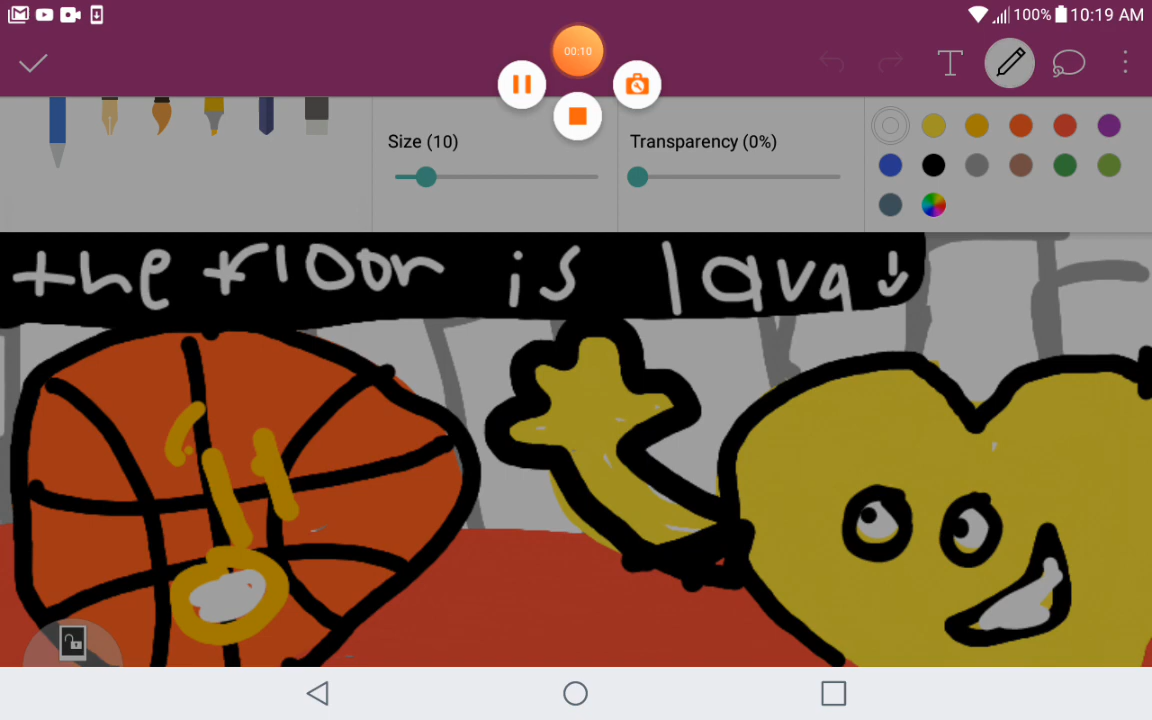 100% 10:19 AM
00:10
T
Size (10)
Transparency (0%)
the floor is lava↓